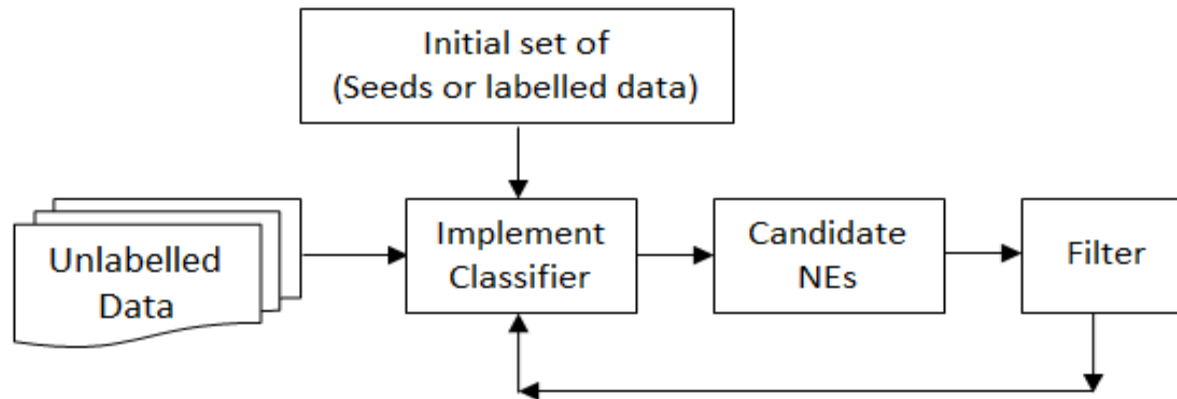 Initial set of
(Seeds or labelled data)
Unlabelled
Data
Implement
Classifier
Candidate
NEs
Filter